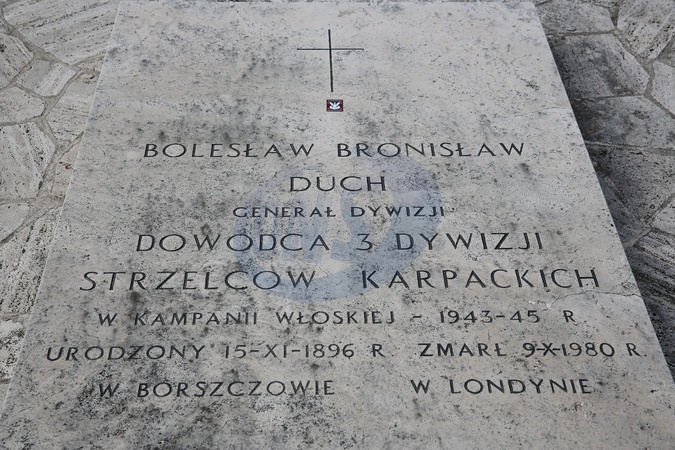 BOLESŁAW BRONISŁAW
DUCH
GENERAŁ DYWIZJI
DOWODCA 3 DYWIZJI
STRZELCOW KARPACKICH
W KAMPANII WŁOSKIEJ - 1943-45 R
URODZONY 15-XI-1896 R ZMARŁ 9-X-1980 R
W BORSZCZOWIE W LONDYNIE